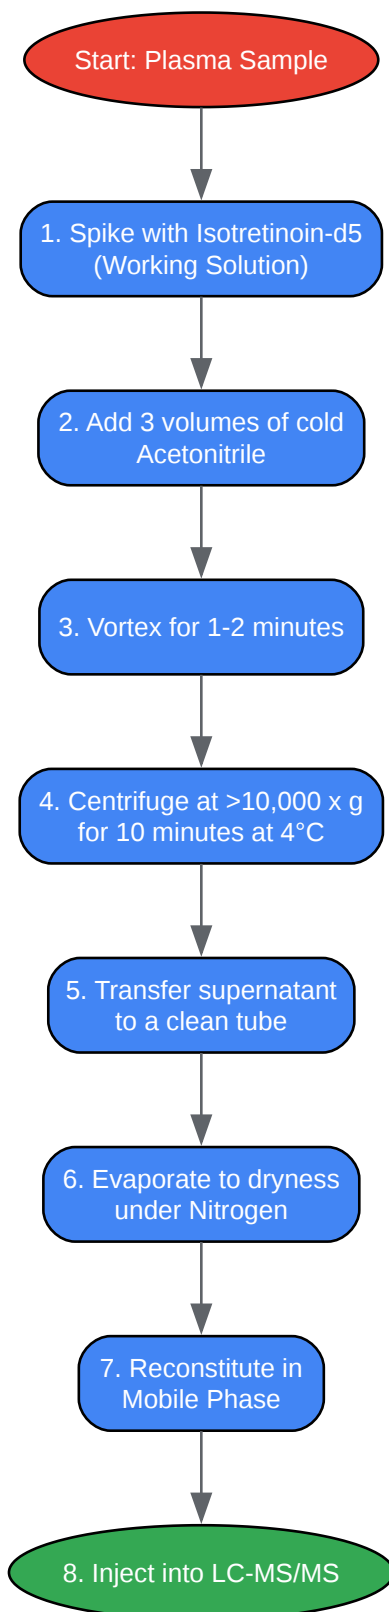 Start: Plasma Sample
1. Spike with Isotretinoin-d5
(Working Solution)
2. Add 3 volumes of cold
Acetonitrile
3. Vortex for 1-2 minutes
4. Centrifuge at >10,000 x g
for 10 minutes at 4°C
5. Transfer supernatant
to a clean tube
6. Evaporate to dryness
under Nitrogen
7. Reconstitute in
Mobile Phase
8. Inject into LC-MS/MS